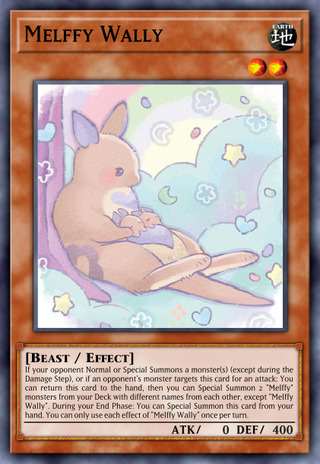 Melffy Wally
EARTH
地
[Beast / Effect]
If your opponent Normal or Special Summons a monster(s) (except during the
Damage Step), or if an opponent's monster targets this card for an attack: You
can return this card to the hand, then you can Special Summon 2 "Melffy"
monsters from your Deck with different names from each other, except "Melffy
Wally". During your End Phase: You can Special Summon this card from your
hand. You can only use each effect of "Melffy Wally" once per turn.
ATK/ 0 DEF/ 400